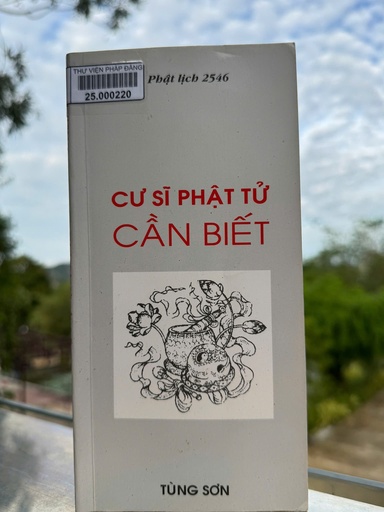 THƯ VIỆN PHÁP ĐĂNG
25.000220
Phật lịch 2546
CƯ SĨ PHẬT TỬ
CẦN BIẾT
TÙNG SƠN